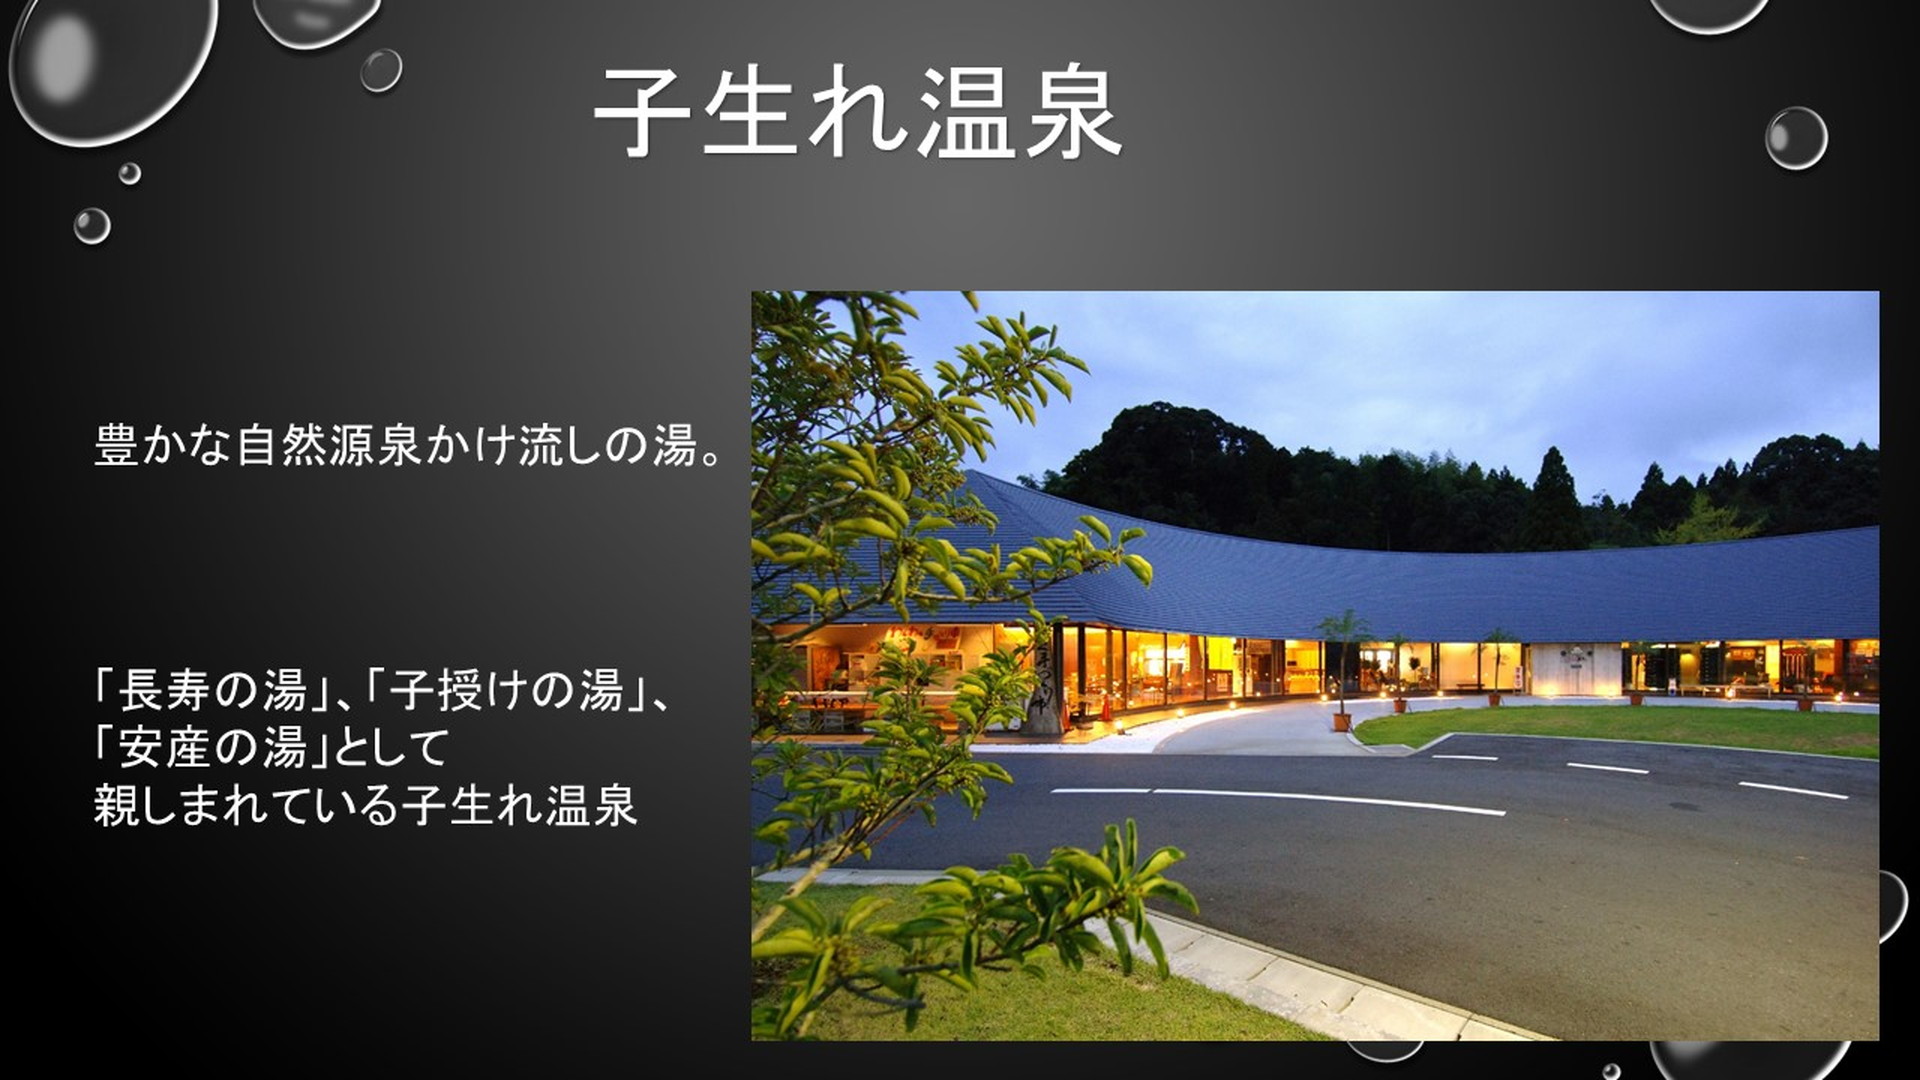 子生れ温泉
豊かな自然源泉かけ流しの湯。
「長寿の湯」、「子授けの湯」、
「安産の湯」として
親しまれている子生れ温泉